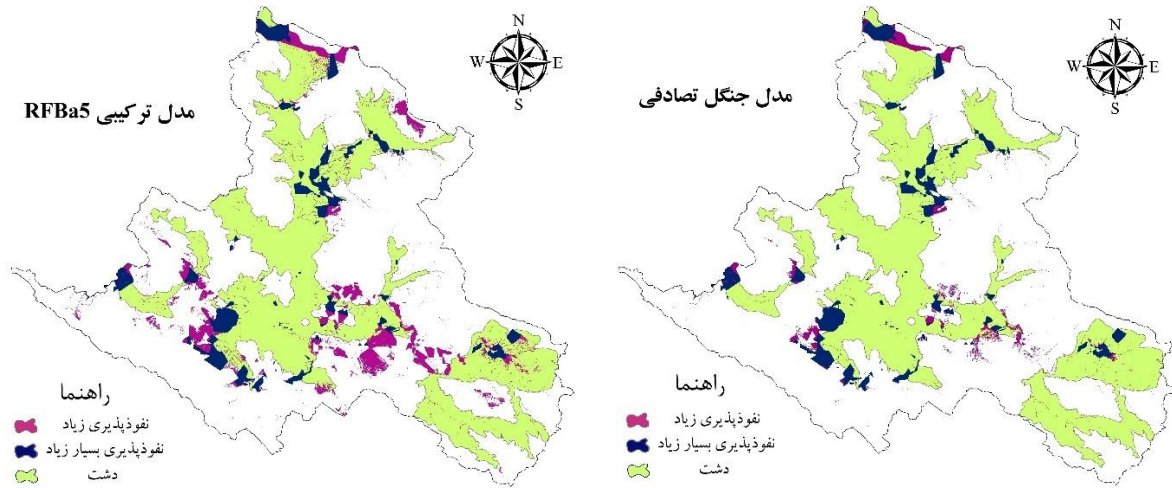 N
W E
S
مدل ترکیبی RFBa5
راهنما
نفوذپذیری زیاد
نفوذپذیری بسیار زیاد
دشت
N
W E
S
مدل جنگل تصادفی
راهنما
نفوذپذیری زیاد
نفوذپذیری بسیار زیاد
دشت